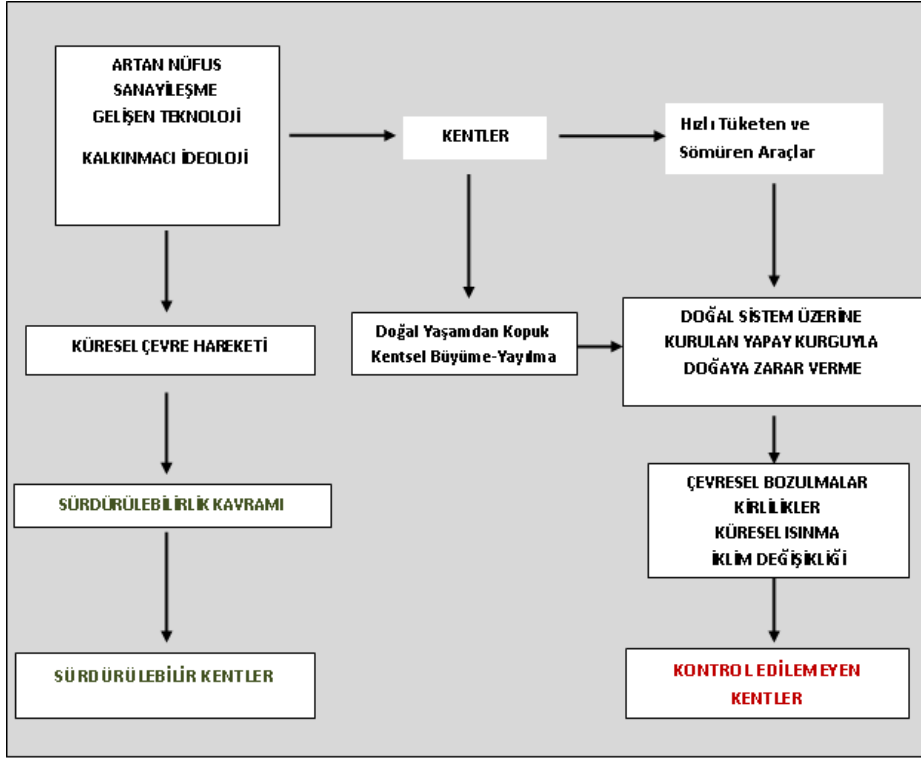 ARTAN NÜFUS
SANAYİLEŞME
GELİŞEN TEKNOLOJİ
KALKINMACI İDEOLOJİ
KENTLER
Hızlı Tüketen ve
Sömüren Araçlar
KÜRESEL ÇEVRE HAREKETİ
Doğal Yaşamdan Kopuk
Kentsel Büyüme-Yayılma
DOĞAL SİSTEM ÜZERİNE
KURULAN YAPAY KURGUYLA
DOĞAYA ZARAR VERME
SÜRDÜRÜLEBİLİRLİK KAVRAMI
ÇEVRESEL BOZULMALAR
KİRLİLİKLER
KÜRESEL ISINMA
İKLİM DEĞİŞİKLİĞİ
SÜRDÜRÜLEBİLİR KENTLER
KONTROL EDİLEMEYEN
KENTLER